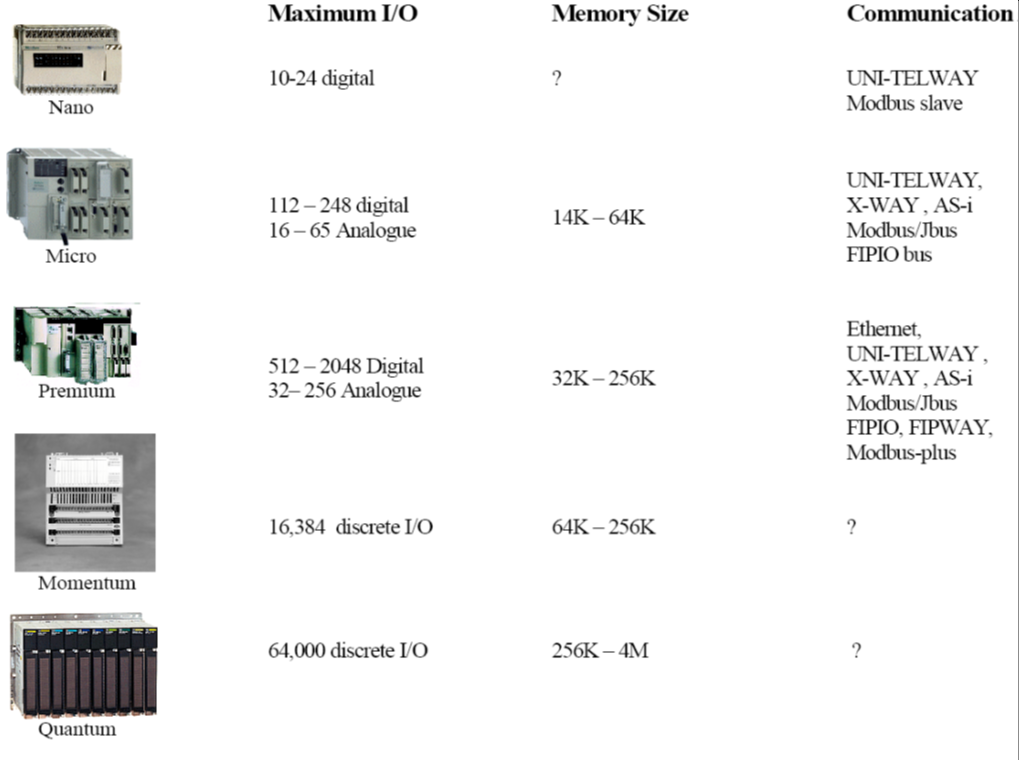 Maximum I/O Memory Size Communication
10-24 digital ? UNI-TELWAY
Modbus slave
Nano
UNI-TELWAY,
112 – 248 digital X-WAY , AS-i
14K – 64K
16 – 65 Analogue Modbus/Jbus
FIPIO bus
Micro
Ethernet,
UNI-TELWAY ,
512 – 2048 Digital
32K – 256K X-WAY , AS-i
32– 256 Analogue
Premium
Modbus/Jbus
FIPIO, FIPWAY,
Modbus-plus
16,384 discrete I/O 64K – 256K ?
Momentum
64,000 discrete I/O 256K – 4M ?
Quantum